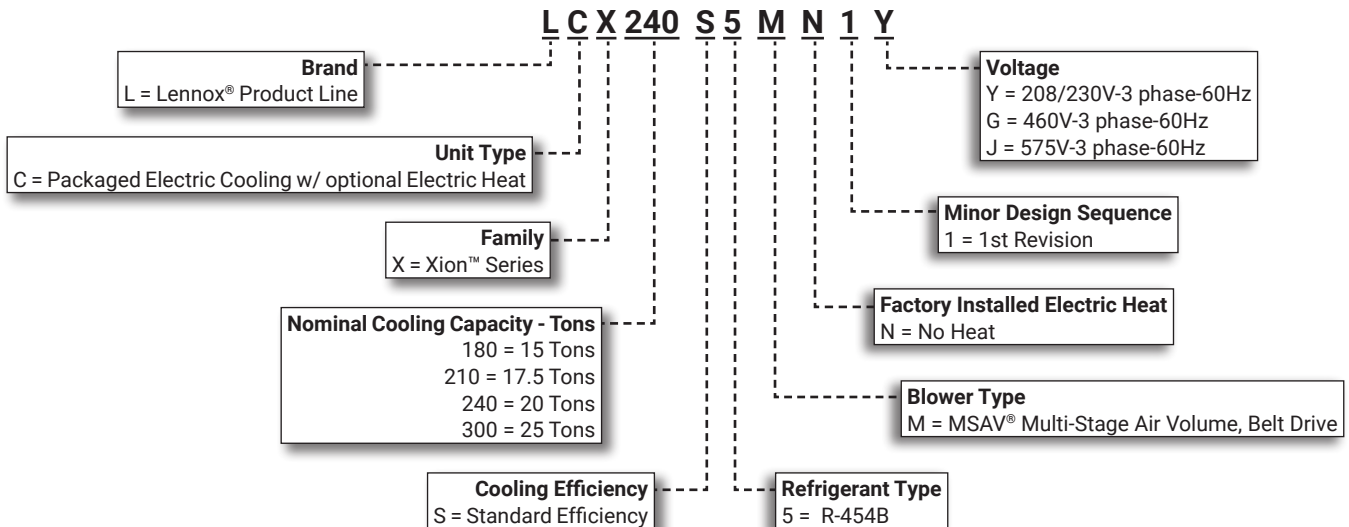 L C X 240 S 5 M N 1 Y
Brand
L = Lennox® Product Line
Unit Type
C = Packaged Electric Cooling w/ optional Electric Heat
Family
X = Xion™ Series
Nominal Cooling Capacity - Tons
180 = 15 Tons
210 = 17.5 Tons
240 = 20 Tons
300 = 25 Tons
Cooling Efficiency
S = Standard Efficiency
Voltage
Y = 208/230V-3 phase-60Hz
G = 460V-3 phase-60Hz
J = 575V-3 phase-60Hz
Minor Design Sequence
1 = 1st Revision
Factory Installed Electric Heat
N = No Heat
Blower Type
M = MSAV® Multi-Stage Air Volume, Belt Drive
Refrigerant Type
5 = R-454B